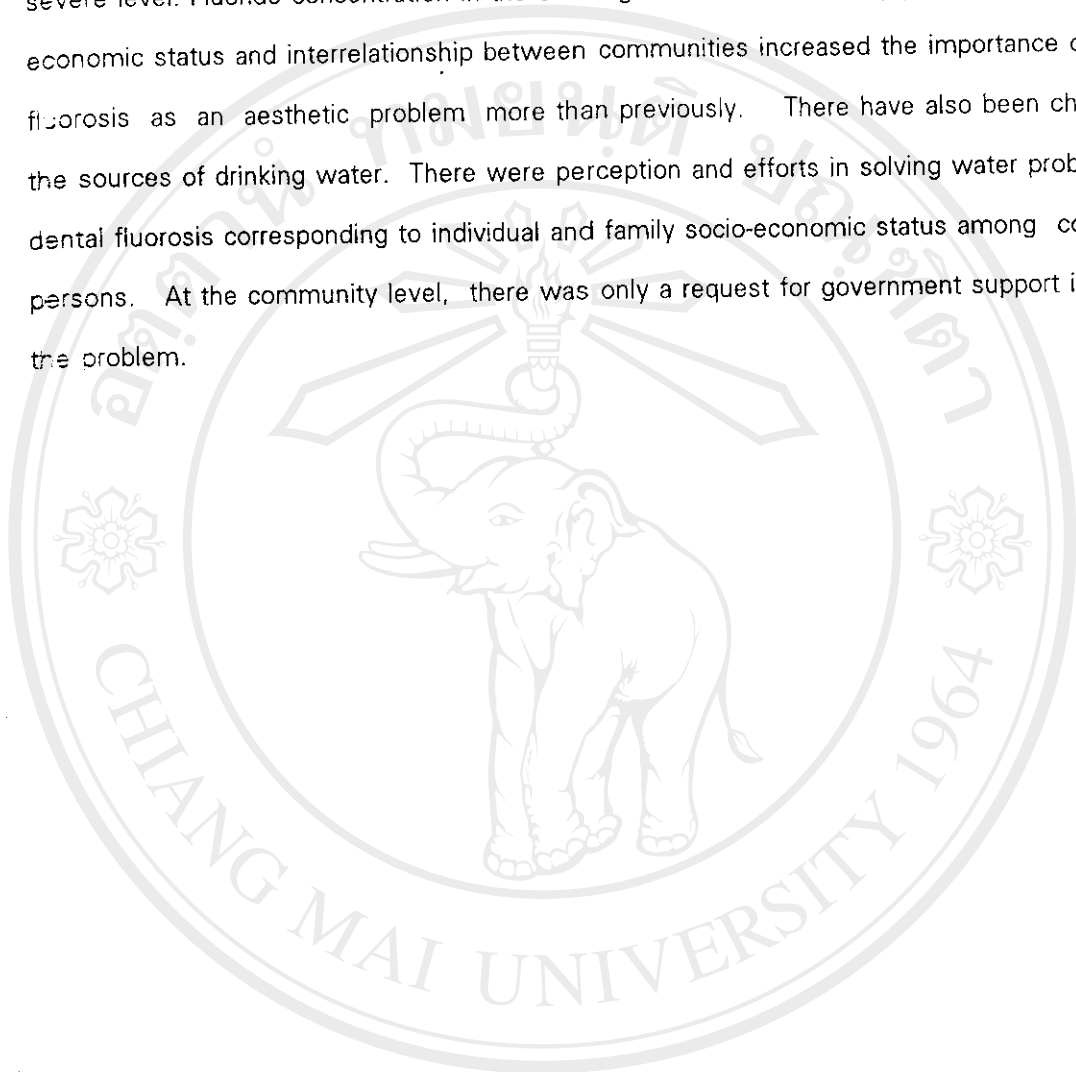 economic status and interrelationship between communities increased the importance
fluorosis as an aesthetic problem more than previously. There have also been
the sources of drinking water. There were perception and efforts in solving water
dental fluorosis corresponding to individual and family socio-economic status among
persons. At the community level, there was only a request for government support
the problem.
CHIANG MAI UNIVERSITY 1964